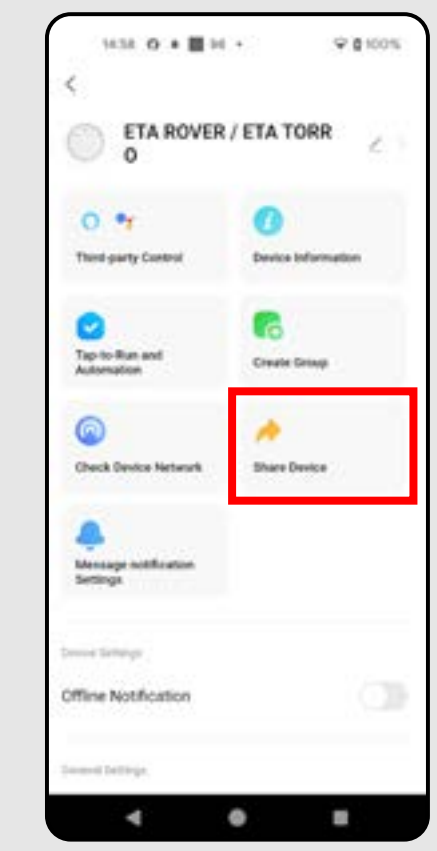 14:58
100%
ETA ROVER / ETA TORR
O
Third-party Control
Device Information
Tap-to-Run and
Automation
Create Group
Check Device Network
Share Device
Message notification
Settings
Device Settings
Offline Notification
General Settings